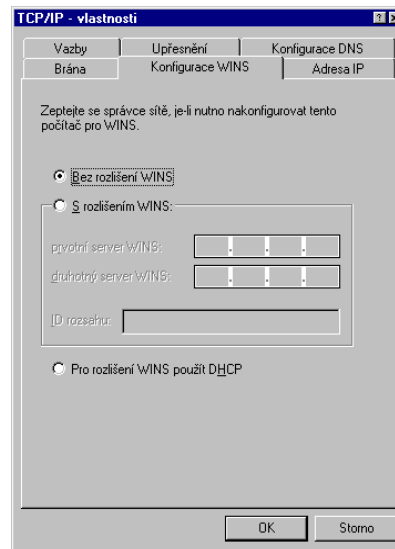 TCP/IP - vlastnosti
Vazby Upřesnění Konfigurace DNS
Brána Konfigurace WINS Adresa IP
Zeptejte se správce sítě, je-li nutno nakonfigurovat tento
počítač pro WINS.
Bez rozlišení WINS
S rozlišením WINS:
prvotní server WINS:
druhotný server WINS:
ID rozsahu:
Pro rozlišení WINS použít DHCP
OK Storno